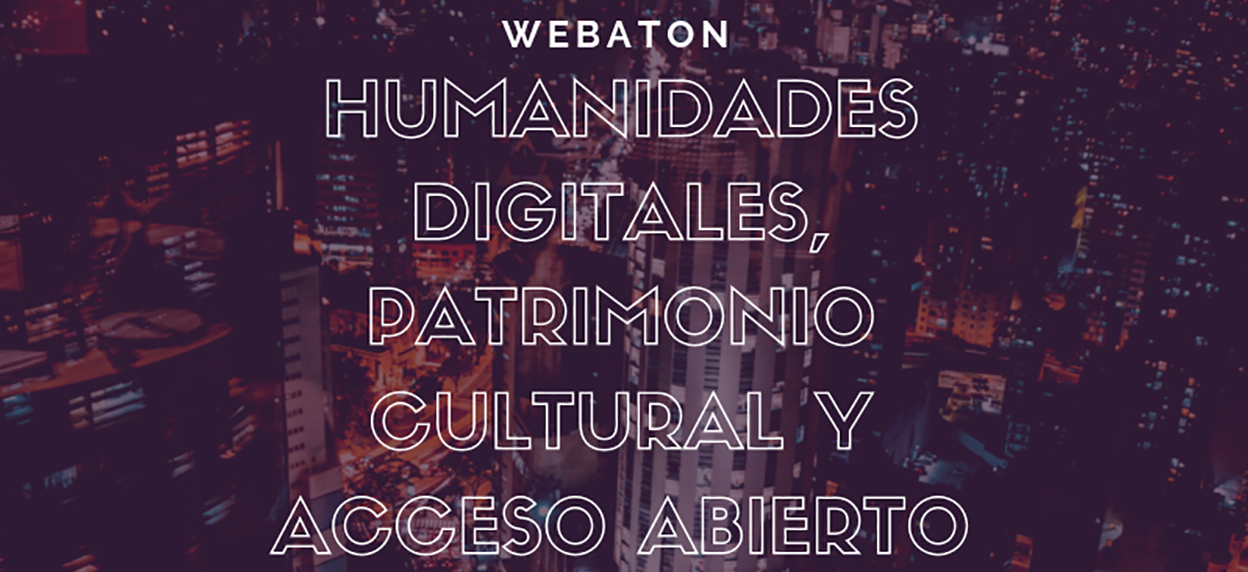 WEBATON
HUMANIDADES
DIGITALES,
PATRIMONIO
CULTURAL Y
ACCESO ABIERTO